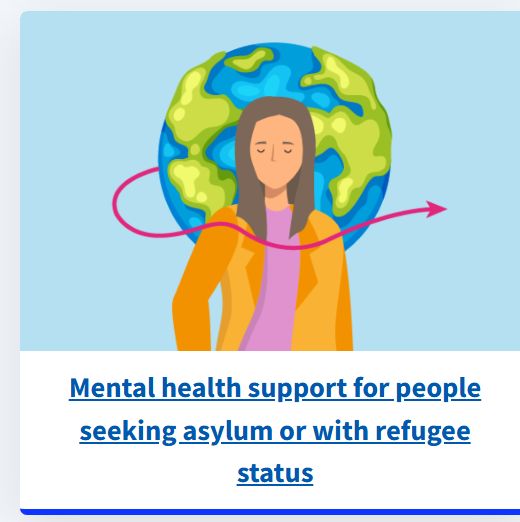 Mental health support for people
seeking asylum or with refugee
status